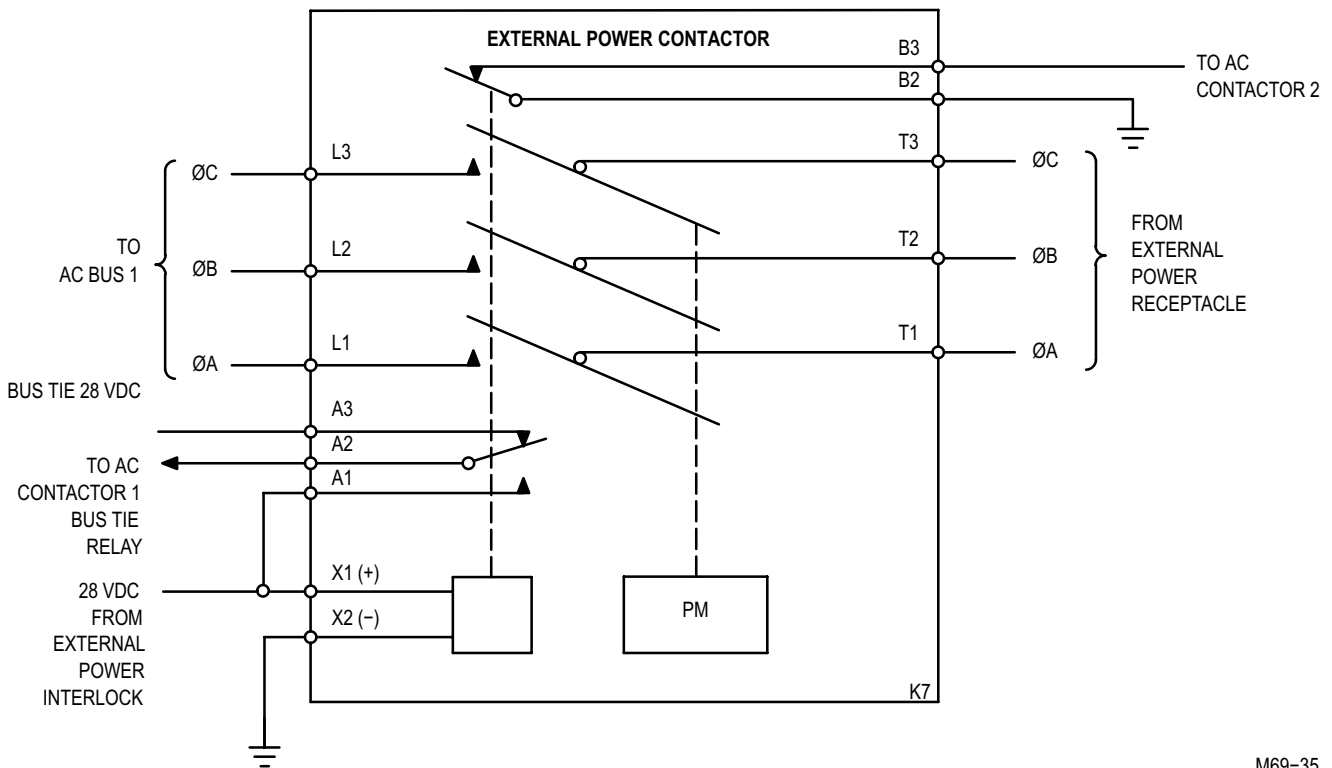 EXTERNAL POWER CONTACTOR
B3
TO AC
CONTACTOR 2
B2
ØC
L3
T3
ØC
TO
AC BUS 1
ØB
L2
T2
ØB
FROM
EXTERNAL
POWER
RECEPTACLE
ØA
L1
T1
ØA
BUS TIE 28 VDC
A3
A2
TO AC
CONTACTOR 1
BUS TIE
RELAY
A1
28 VDC
FROM
EXTERNAL
POWER
INTERLOCK
X1 (+)
X2 (−)
PM
K7
M69−35